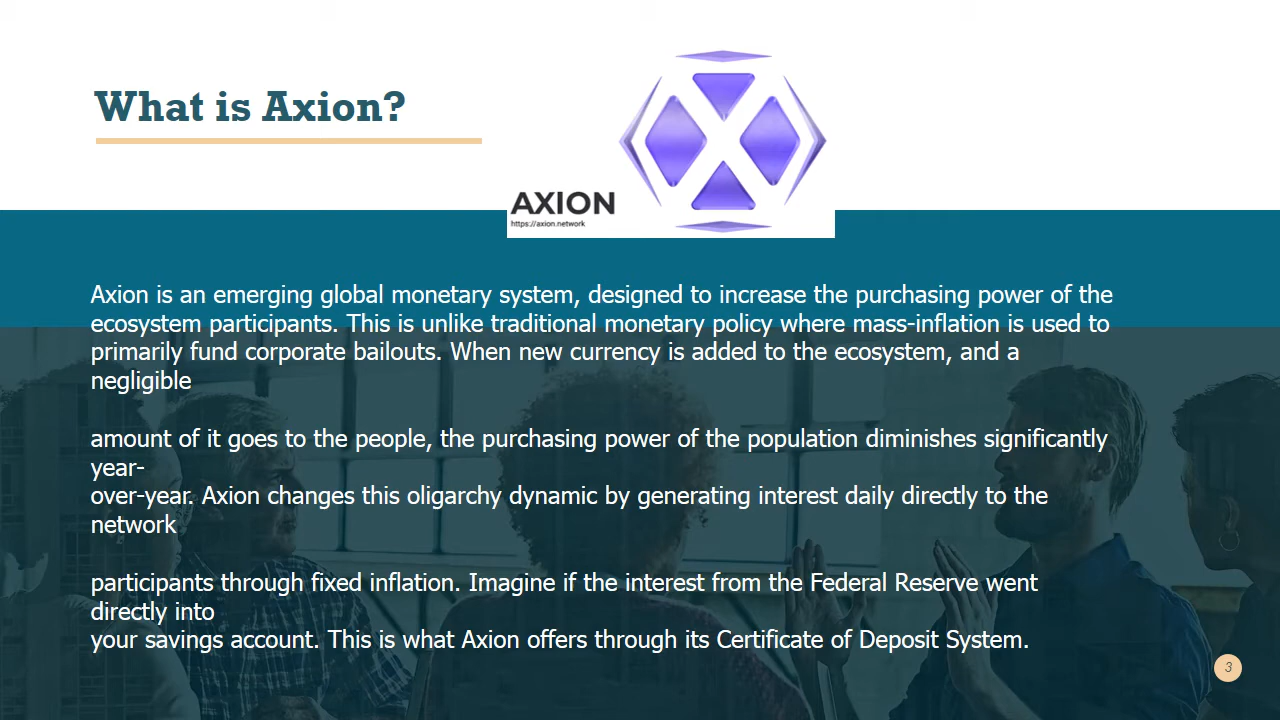 What is Axion?
AXION
https://axion.network
Axion is an emerging global monetary system, designed to increase the purchasing power of the
ecosystem participants. This is unlike traditional monetary policy where mass-inflation is used to
primarily fund corporate bailouts. When new currency is added to the ecosystem, and a
negligible
amount of it goes to the people, the purchasing power of the population diminishes significantly
year-
over-year. Axion changes this oligarchy dynamic by generating interest daily directly to the
network
participants through fixed inflation. Imagine if the interest from the Federal Reserve went
directly into
your savings account. This is what Axion offers through its Certificate of Deposit System.
3